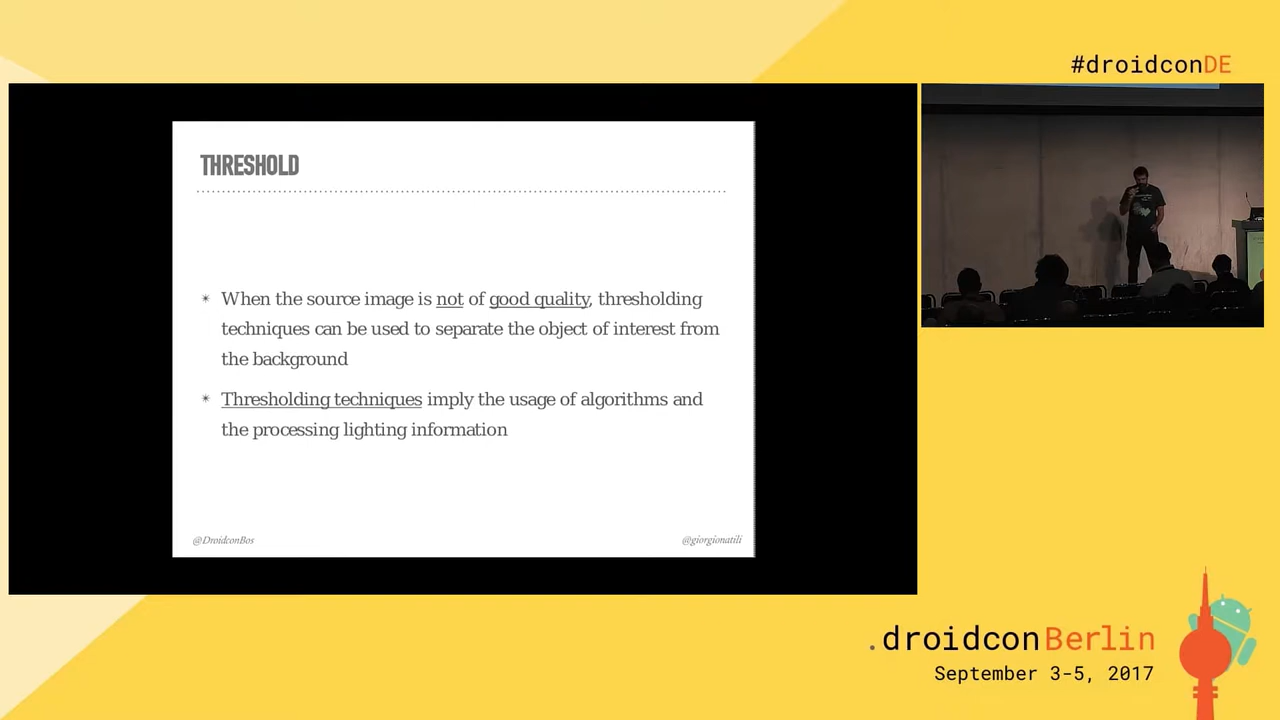 #droidconDE
THRESHOLD
* When the source image is not of good quality, thresholding
techniques can be used to separate the object of interest from
the background
* Thresholding techniques imply the usage of algorithms and
the processing lighting information
@DroidconBos
@giorgionatili
.droidconBerlin
September 3-5, 2017